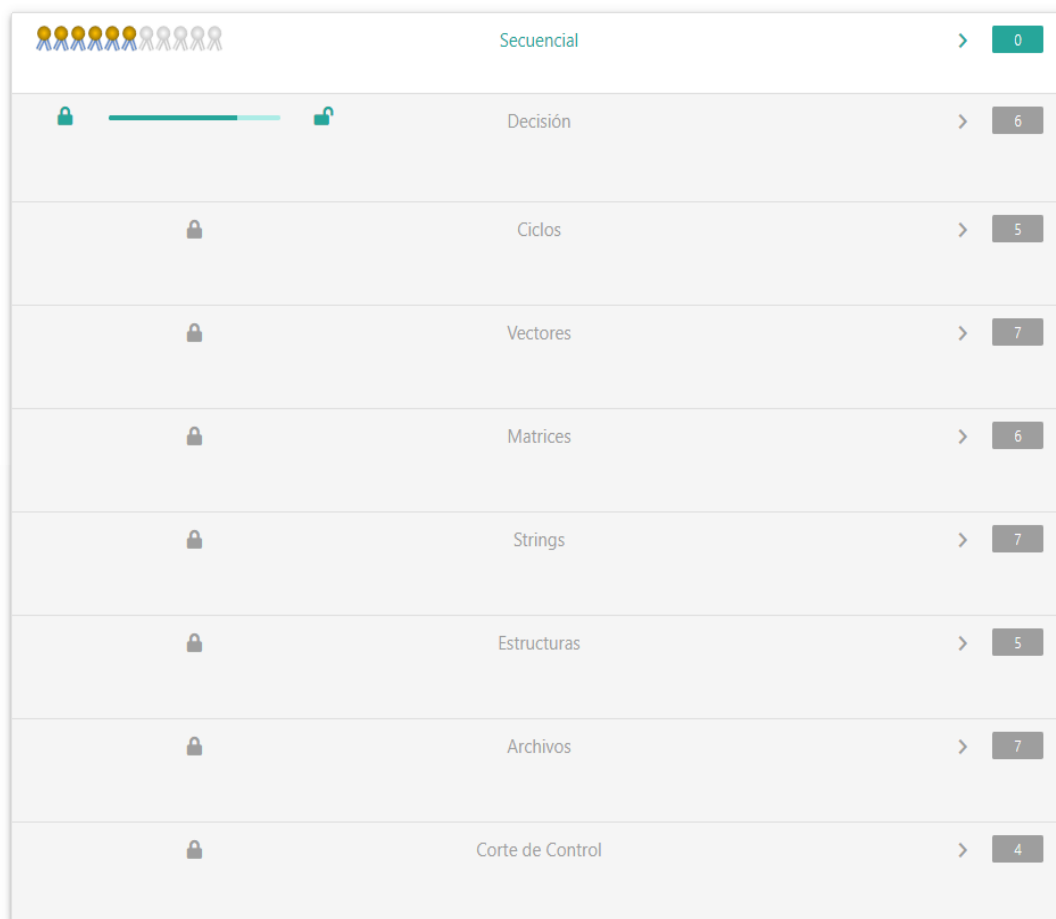 Secuencial 0
Decisión 6
Ciclos 5
Vectores 7
Matrices 6
Strings 7
Estructuras 5
Archivos 7
Corte de Control 4